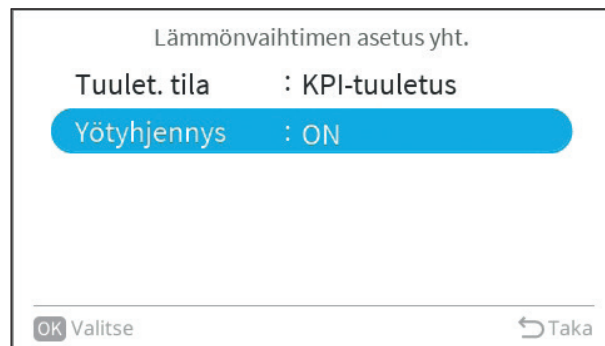 Lämmönvaihtimen asetus yht.
Tuulet. tila : KPI-tuuletus
Yötyhjennys : ON
OK Valitse Taka